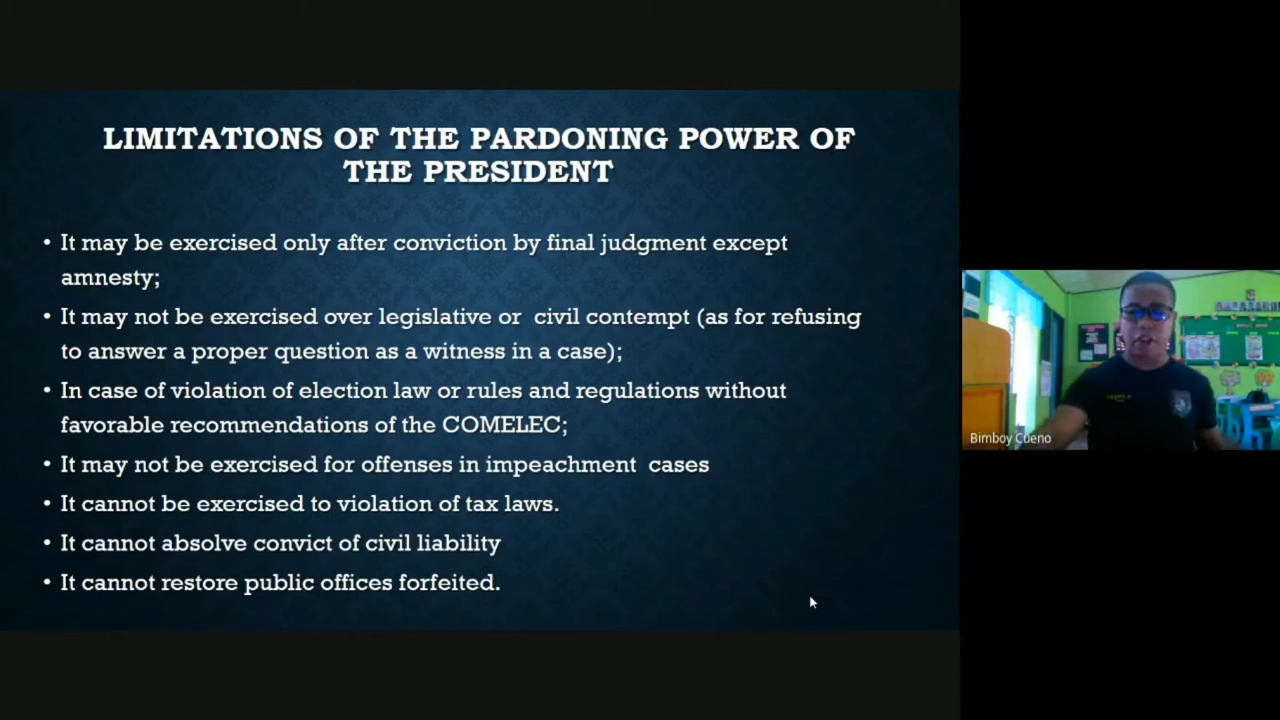 LIMITATIONS OF THE PARDONING POWER OF
THE PRESIDENT
• It may be exercised only after conviction by final judgment except
amnesty;
• It may not be exercised over legislative or civil contempt (as for refusing
to answer a proper question as a witness in a case);
• In case of violation of election law or rules and regulations without
favorable recommendations of the COMELEC;
• It may not be exercised for offenses in impeachment cases
• It cannot be exercised to violation of tax laws.
• It cannot absolve convict of civil liability
• It cannot restore public offices forfeited.
Bimboy Cueno